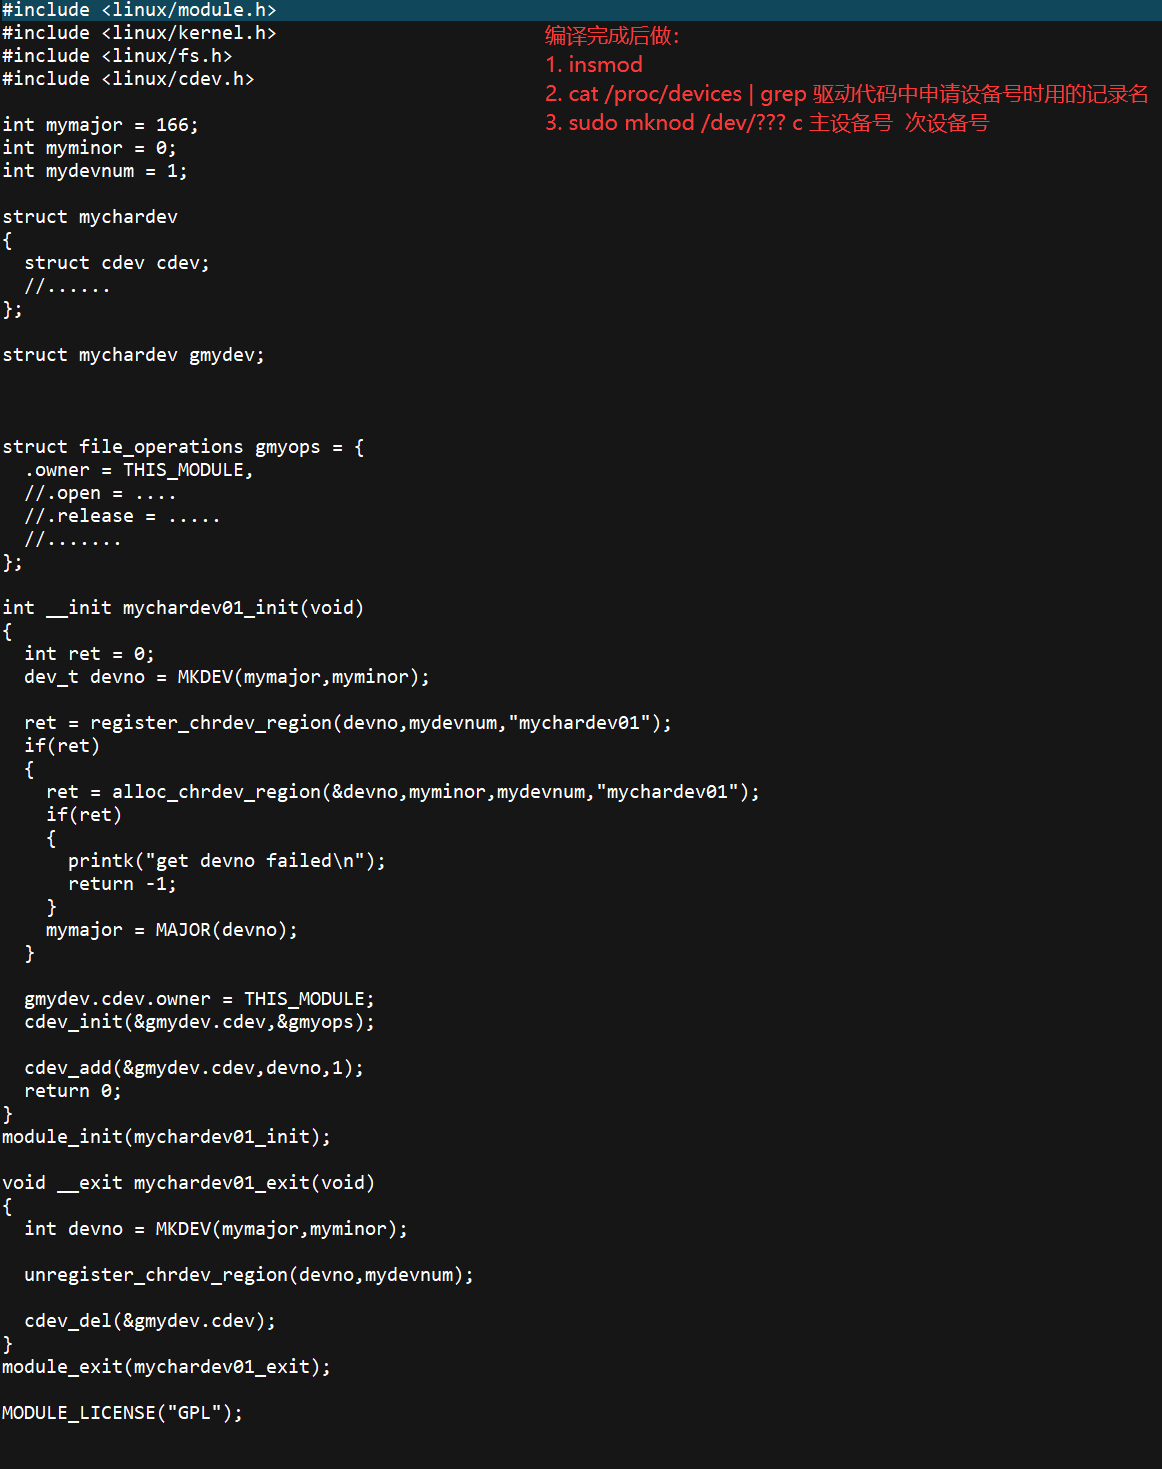 #include <linux/module.h>
#include <linux/kernel.h>
#include <linux/fs.h>
#include <linux/cdev.h>
编译完成后做：
1. insmod
2. cat /proc/devices | grep 驱动代码中申请设备号时用的记录名
3. sudo mknod /dev/??? c 主设备号  次设备号

int mymajor = 166;
int myminor = 0;
int mydevnum = 1;

struct mychardev
{
  struct cdev cdev;
  //......
};

struct mychardev gmydev;

struct file_operations gmyops = {
  .owner = THIS_MODULE,
  //.open = ....
  //.release = .....
  //.......
};

int __init mychardev01_init(void)
{
  int ret = 0;
  dev_t devno = MKDEV(mymajor,myminor);

  ret = register_chrdev_region(devno,mydevnum,"mychardev01");
  if(ret)
  {
    ret = alloc_chrdev_region(&devno,myminor,mydevnum,"mychardev01");
    if(ret)
    {
      printk("get devno failed\n");
      return -1;
    }
    mymajor = MAJOR(devno);
  }

  gmydev.cdev.owner = THIS_MODULE;
  cdev_init(&gmydev.cdev,&gmyops);

  cdev_add(&gmydev.cdev,devno,1);
  return 0;
}
module_init(mychardev01_init);

void __exit mychardev01_exit(void)
{
  int devno = MKDEV(mymajor,myminor);

  unregister_chrdev_region(devno,mydevnum);

  cdev_del(&gmydev.cdev);
}
module_exit(mychardev01_exit);

MODULE_LICENSE("GPL");